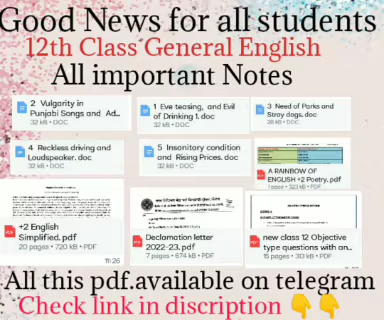 Good News for all students
12th Class General English
All important Notes
2 Vulgarity in
Punjabi Songs and Ad...
32 kB • DOC
1 Eve teasing, and Evil
of Drinking 1.doc
32 kB • DOC
3 Need of Parks and
Stray dogs.doc
28 kB • DOC
4 Reckless driving and
Loudspeaker.doc
32 kB • DOC
5 Insonitory condition
and Rising Prices.doc
32 kB • DOC
A RAINBOW OF
ENGLISH +2 Poetry.pdf
+2 English
Simplified.pdf
20 pages • 720 kB • PDF
11:26
Declamation letter
2022-23.pdf
7 pages • 674 kB • PDF
new class 12 Objective
type questions with an...
15 pages • 313 kB • PDF
All this pdf.available on telegram
Check link in discription 👇👇